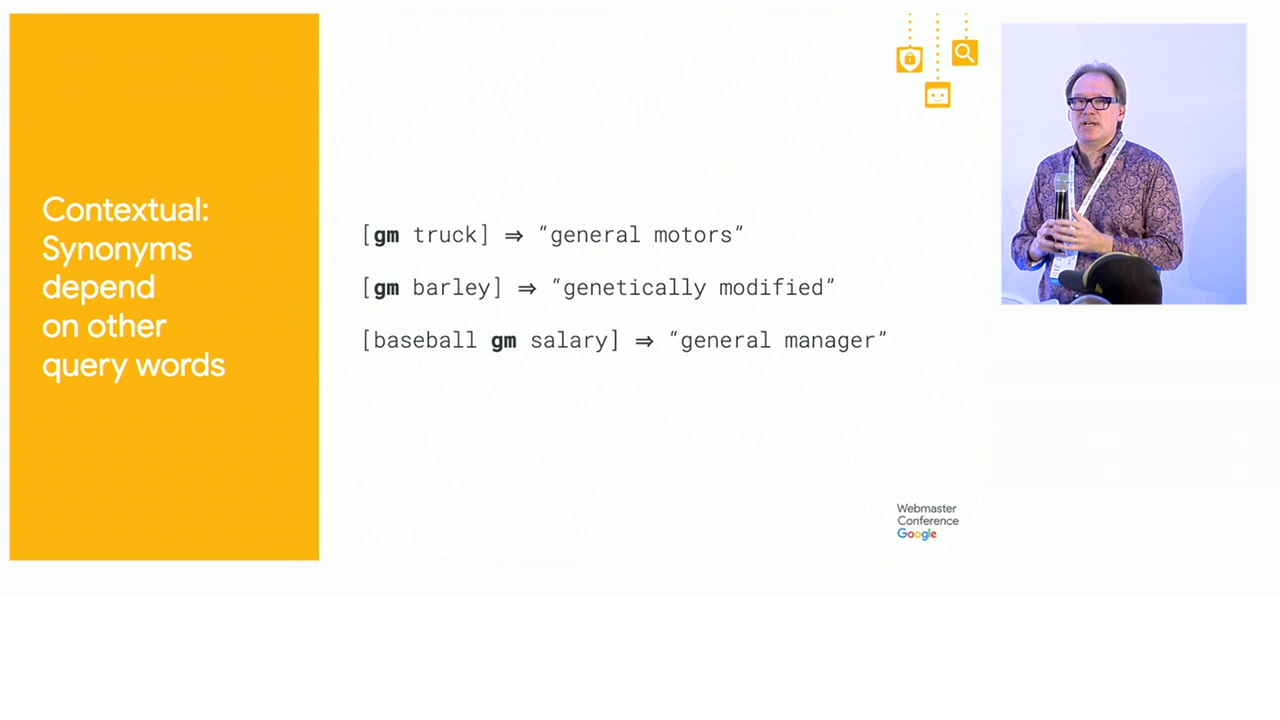 Contextual:
Synonyms
depend
on other
query words
[gm truck] ⇒ “general motors”
[gm barley] ⇒ “genetically modified”
[baseball gm salary] ⇒ “general manager”
Webmaster
Conference
Google